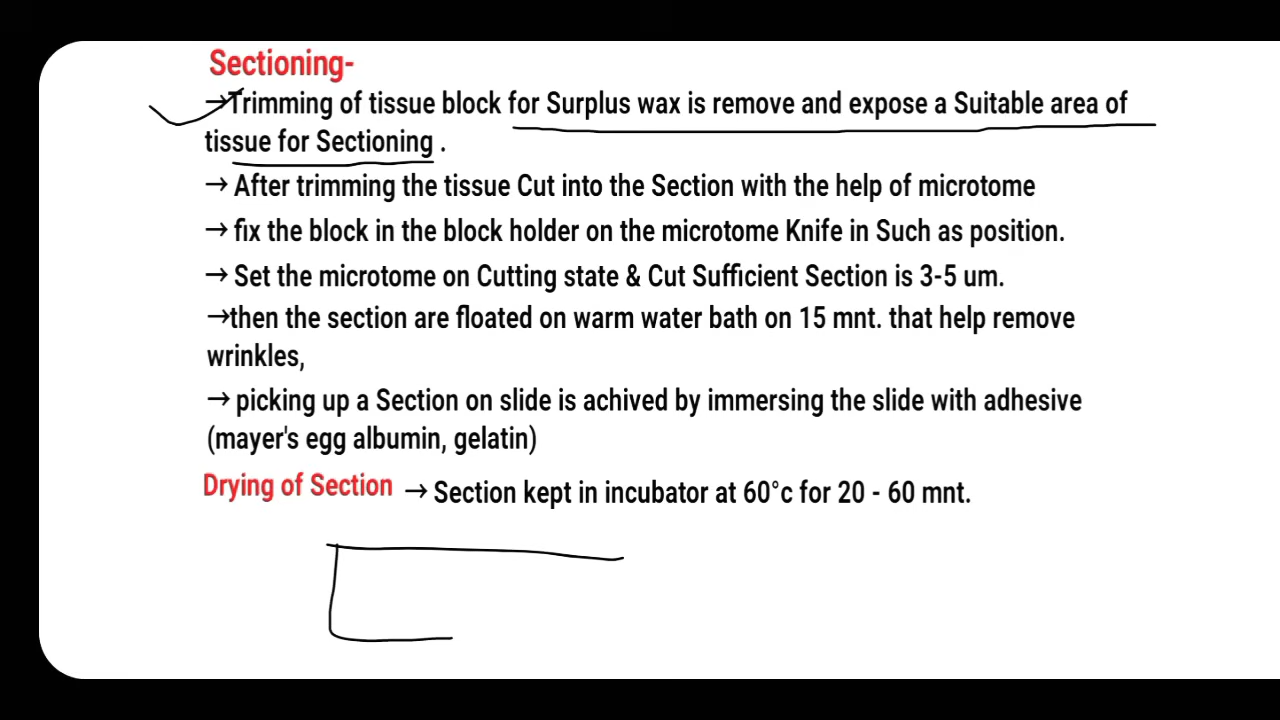 Sectioning-
→Trimming of tissue block for Surplus wax is remove and expose a Suitable area of
tissue for Sectioning .
→ After trimming the tissue Cut into the Section with the help of microtome
→ fix the block in the block holder on the microtome Knife in Such as position.
→ Set the microtome on Cutting state & Cut Sufficient Section is 3-5 um.
→then the section are floated on warm water bath on 15 mnt. that help remove
wrinkles,
→ picking up a Section on slide is achived by immersing the slide with adhesive
(mayer's egg albumin, gelatin)
Drying of Section → Section kept in incubator at 60°c for 20 - 60 mnt.